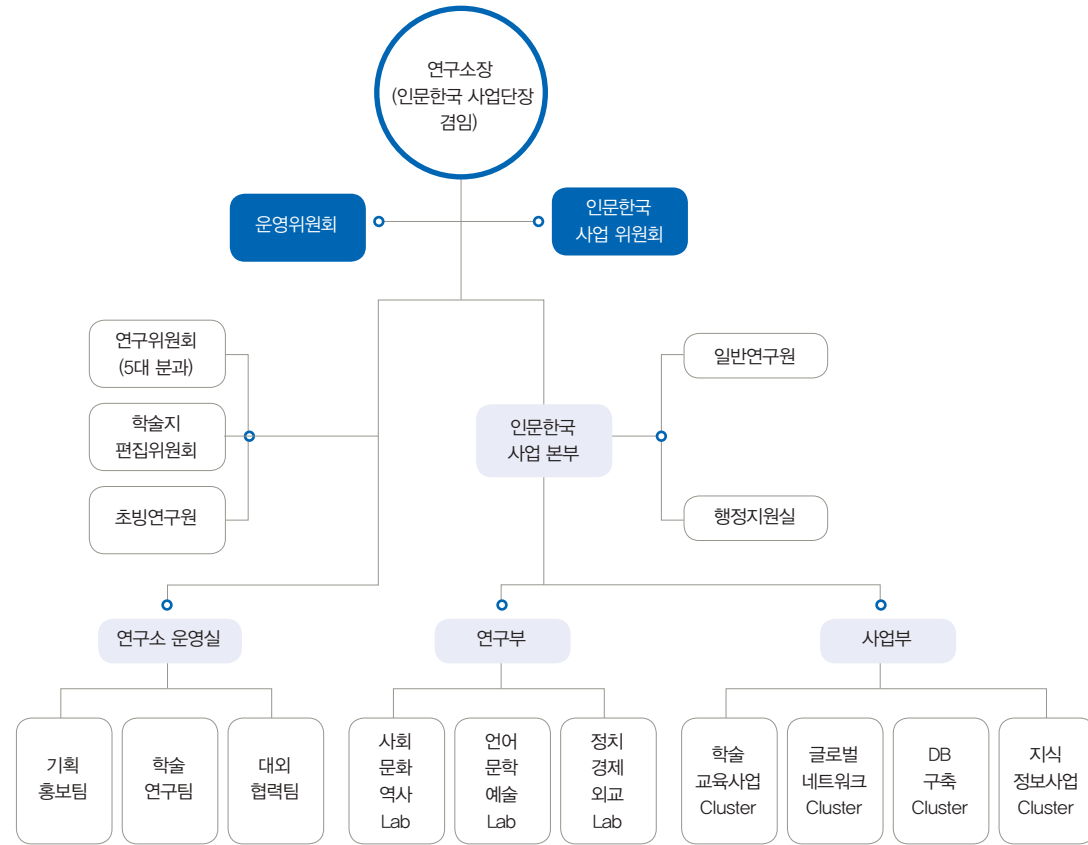 연구소장
(인문한국 사업단장
겸임)
운영위원회
인문한국
사업 위원회
연구위원회
(5대 분과)
학술지
편집위원회
초빙연구원
인문한국
사업 본부
일반연구원
행정지원실
연구소 운영실
연구부
사업부
기획
홍보팀
학술
연구팀
대외
협력팀
사회
문화
역사
Lab
언어
문학
예술
Lab
정치
경제
외교
Lab
학술
교육사업
Cluster
글로벌
네트워크
Cluster
DB
구축
Cluster
지식
정보사업
Cluster